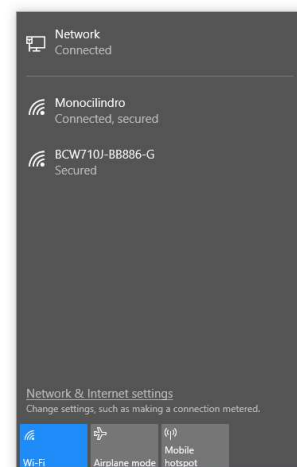 Network
Connected
Monocilindro
Connected, secured
BCW710J-BB886-G
Secured
Network & Internet settings
Change settings, such as making a connection metered.
Wi-Fi
Airplane mode
Mobile
hotspot